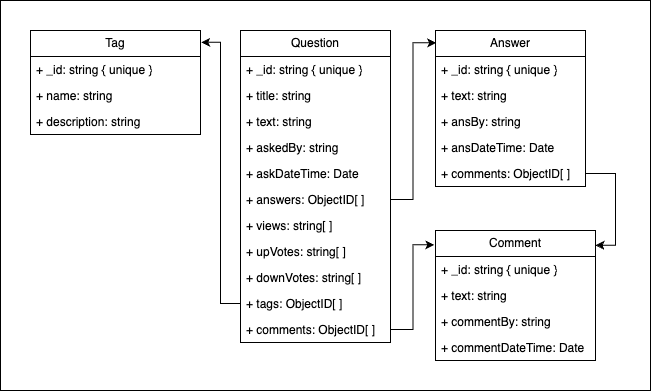 Tag
+ _id: string { unique }
+ name: string
+ description: string
Question
+ _id: string { unique }
+ title: string
+ text: string
+ askedBy: string
+ askDateTime: Date
+ answers: ObjectID[ ]
+ views: string[ ]
+ upVotes: string[ ]
+ downVotes: string[ ]
+ tags: ObjectID[ ]
+ comments: ObjectID[ ]
Answer
+ _id: string { unique }
+ text: string
+ ansBy: string
+ ansDateTime: Date
+ comments: ObjectID[ ]
Comment
+ _id: string { unique }
+ text: string
+ commentBy: string
+ commentDateTime: Date